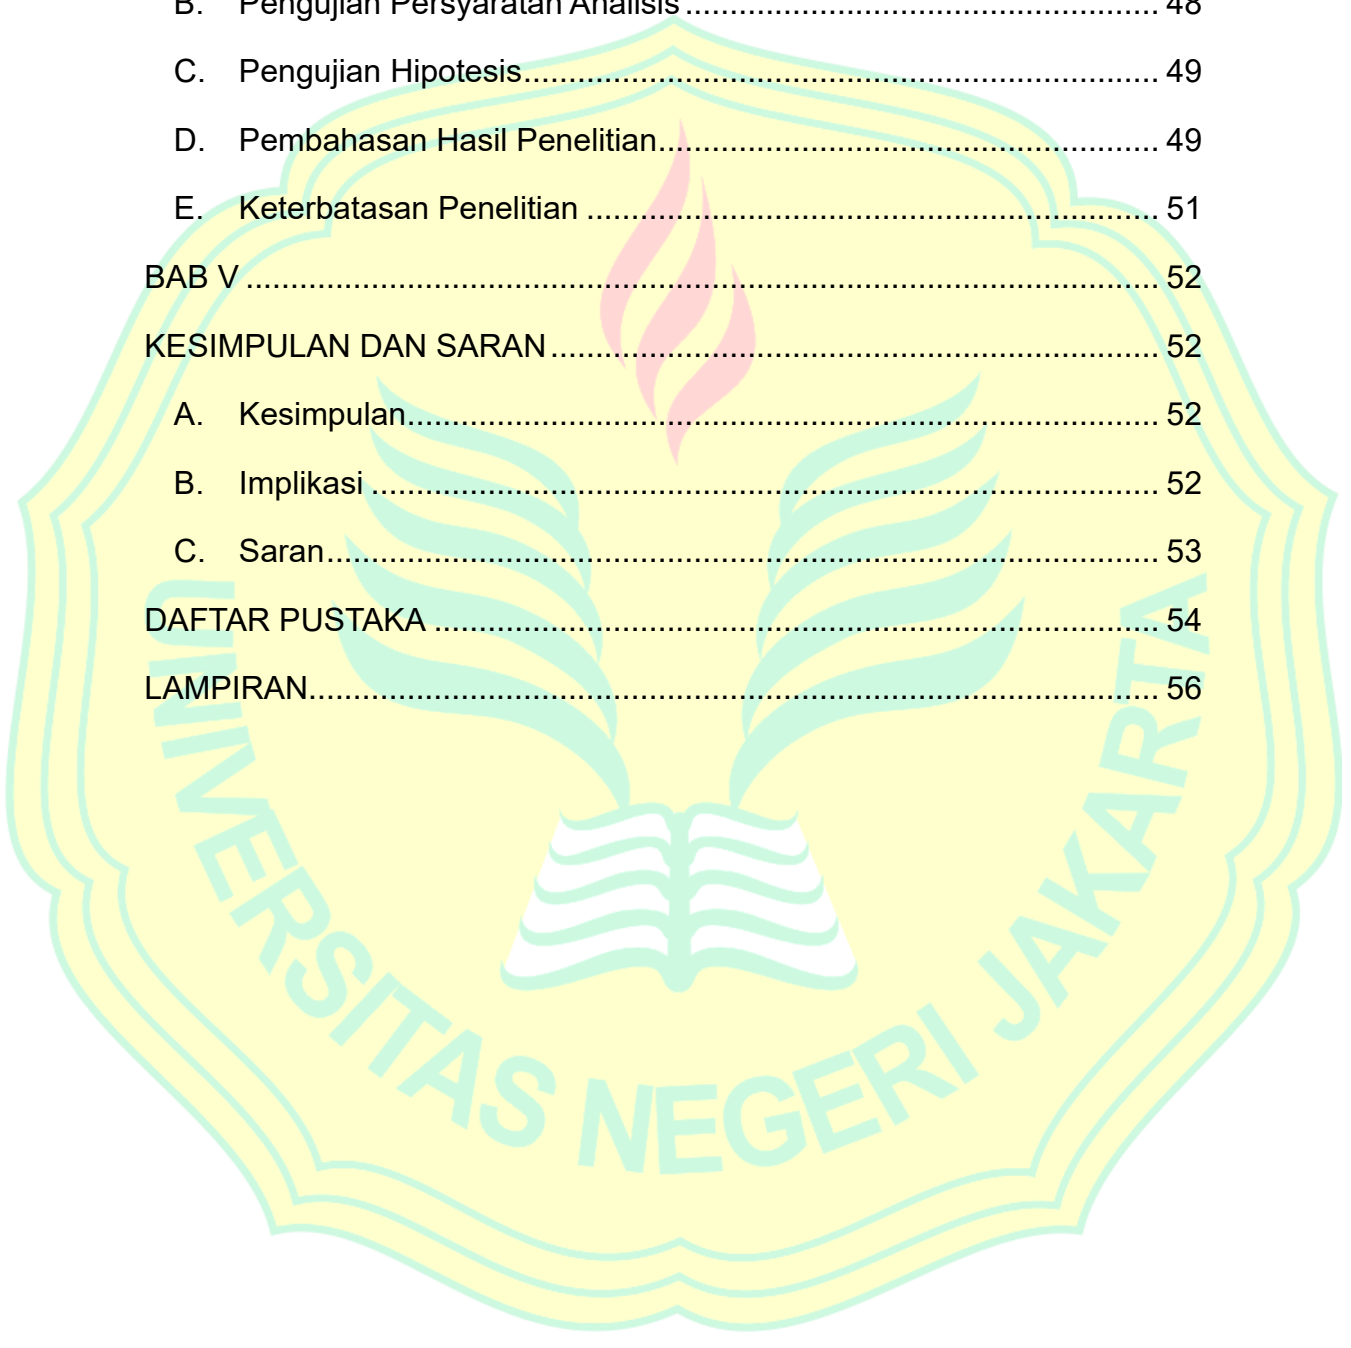 B. Pengujian Persyaratan Analisis ..................................................... 48
C. Pengujian Hipotesis........................................................................ 49
D. Pembahasan Hasil Penelitian......................................................... 49
E. Keterbatasan Penelitian ................................................................. 51
BAB V ....................................................................................................... 52
KESIMPULAN DAN SARAN ..................................................................... 52
A. Kesimpulan..................................................................................... 52
B. Implikasi ......................................................................................... 52
C. Saran.............................................................................................. 53
DAFTAR PUSTAKA .................................................................................. 54
LAMPIRAN................................................................................................ 56
UNIVERSITAS NEGERI JAKARTA